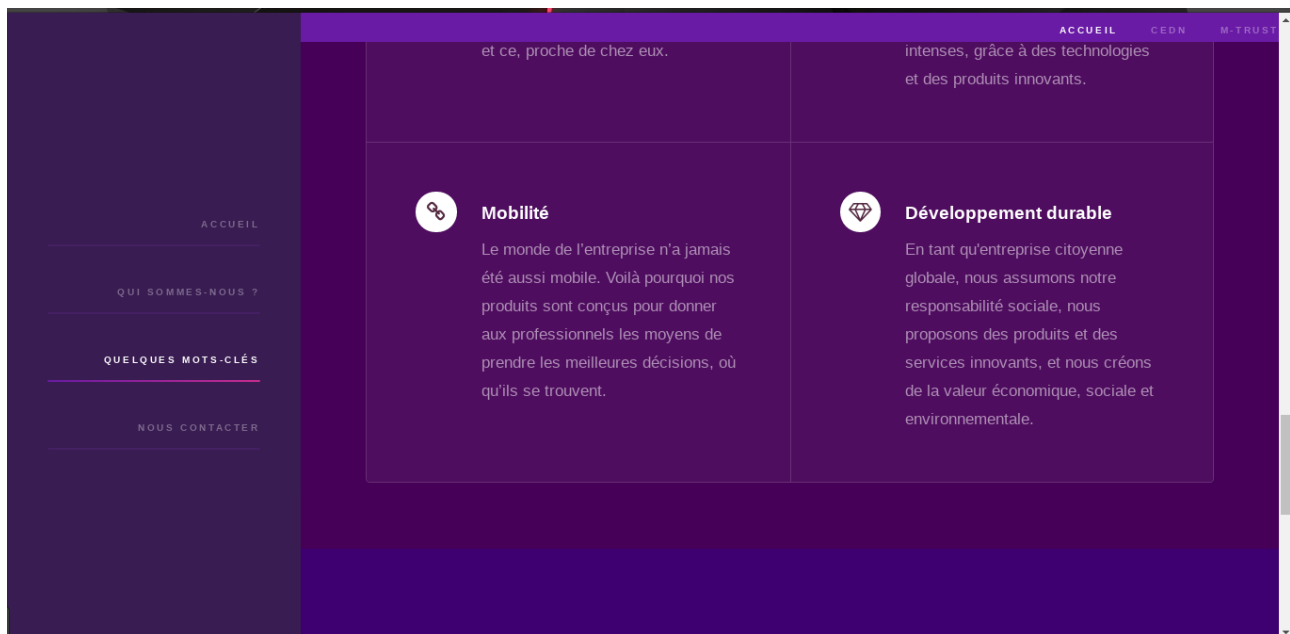 ACCUEIL CEDN M-TRUST
ACCUEIL
QUI SOMMES-NOUS ?
QUELQUES MOTS-CLÉS
NOUS CONTACTER
et ce, proche de chez eux.
intenses, grâce à des technologies
et des produits innovants.
Mobilité
Le monde de l’entreprise n’a jamais
été aussi mobile. Voilà pourquoi nos
produits sont conçus pour donner
aux professionnels les moyens de
prendre les meilleures décisions, où
qu’ils se trouvent.
Développement durable
En tant qu'entreprise citoyenne
globale, nous assumons notre
responsabilité sociale, nous
proposons des produits et des
services innovants, et nous créons
de la valeur économique, sociale et
environnementale.